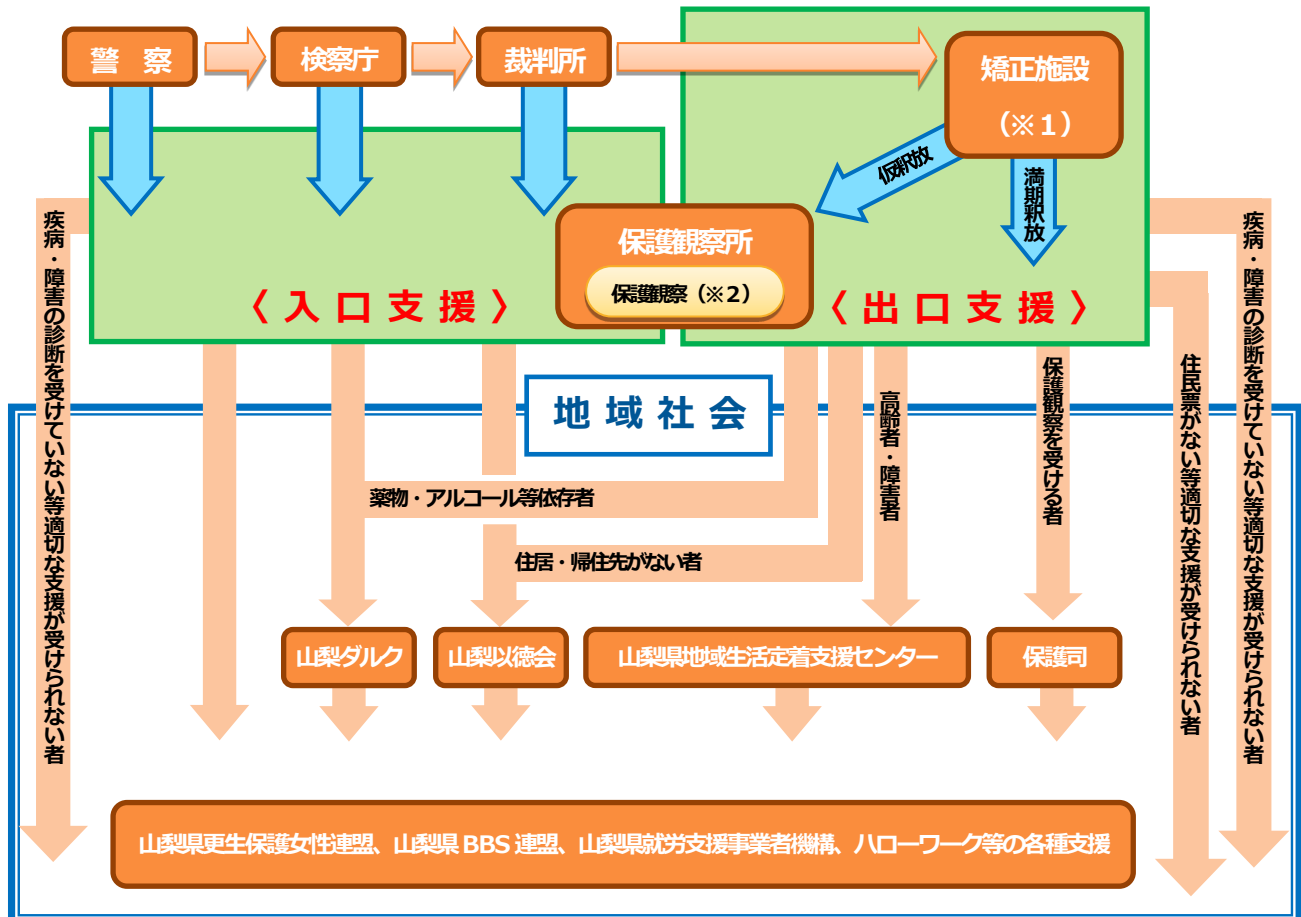 警 察
検察庁
裁判所
矯正施設
（※１）
仮釈放
満期釈放
保護観察所
保護観察（※２）
〈 入 口 支 援 〉
〈 出 口 支 援 〉
疾病・障害の診断を受けていない等適切な支援が受けられない者
地 域 社 会
薬物・アルコール等依存者
住居・帰住先がない者
高齢者・障害者
保護観察を受ける者
住民票がない等適切な支援が受けられない者
疾病・障害の診断を受けていない等適切な支援が受けられない者
山梨ダルク
山梨以徳会
山梨県地域生活定着支援センター
保護司
山梨県更生保護女性連盟、山梨県 BBS 連盟、山梨県就労支援事業者機構、ハローワーク等の各種支援